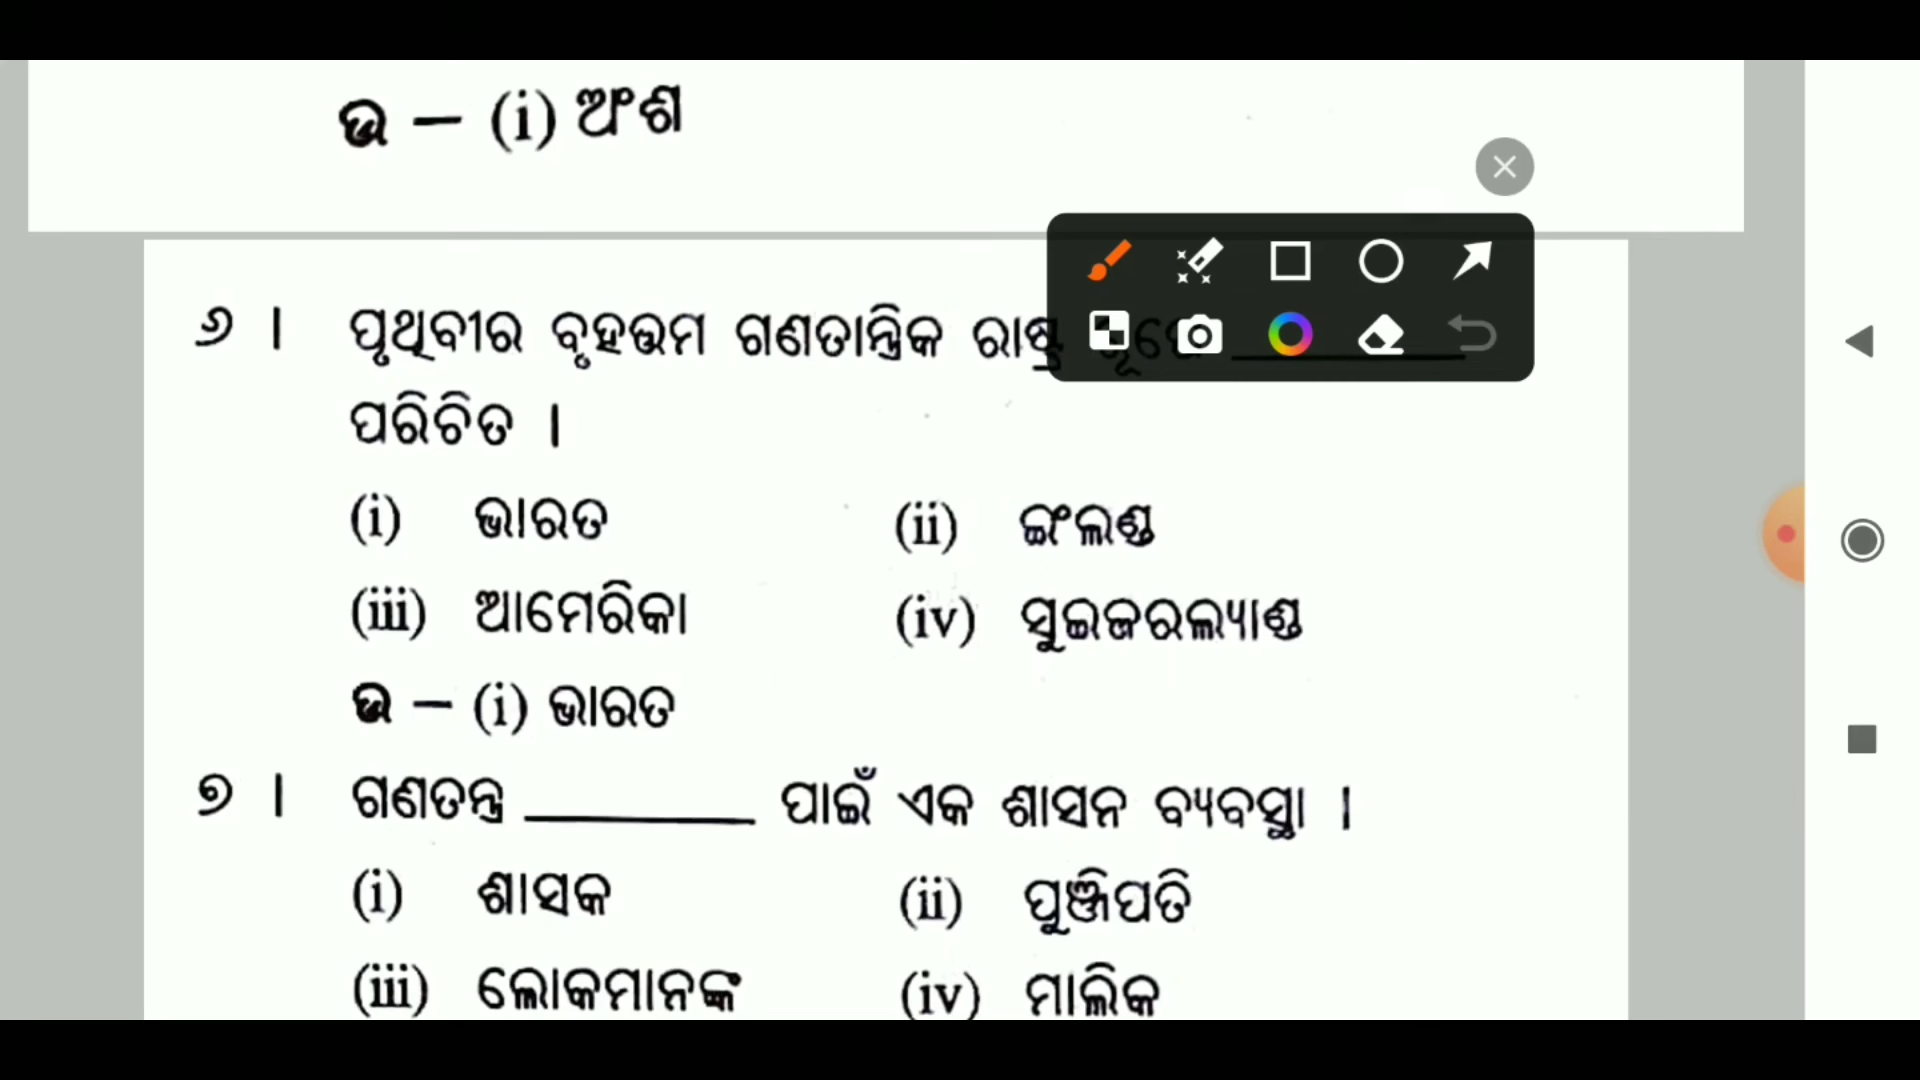 ଉ – (i) ଅଂଶ
୬ । ପୃଥିବୀର ବୃହତ୍ତମ ଗଣତାନ୍ତ୍ରିକ ରାଷ୍ଟ୍ର ରୂପେ ________
ପରିଚିତ ।
(i) ଭାରତ (ii) ଇଂଲଣ୍ଡ
(iii) ଆମେରିକା (iv) ସୁଇଜରଲ୍ୟାଣ୍ଡ
ଉ – (i) ଭାରତ
୭ । ଗଣତନ୍ତ୍ର ________ ପାଇଁ ଏକ ଶାସନ ବ୍ୟବସ୍ଥା ।
(i) ଶାସକ (ii) ପୁଞ୍ଜିପତି
(iii) ଲୋକମାନଙ୍କ (iv) ମାଲିକ